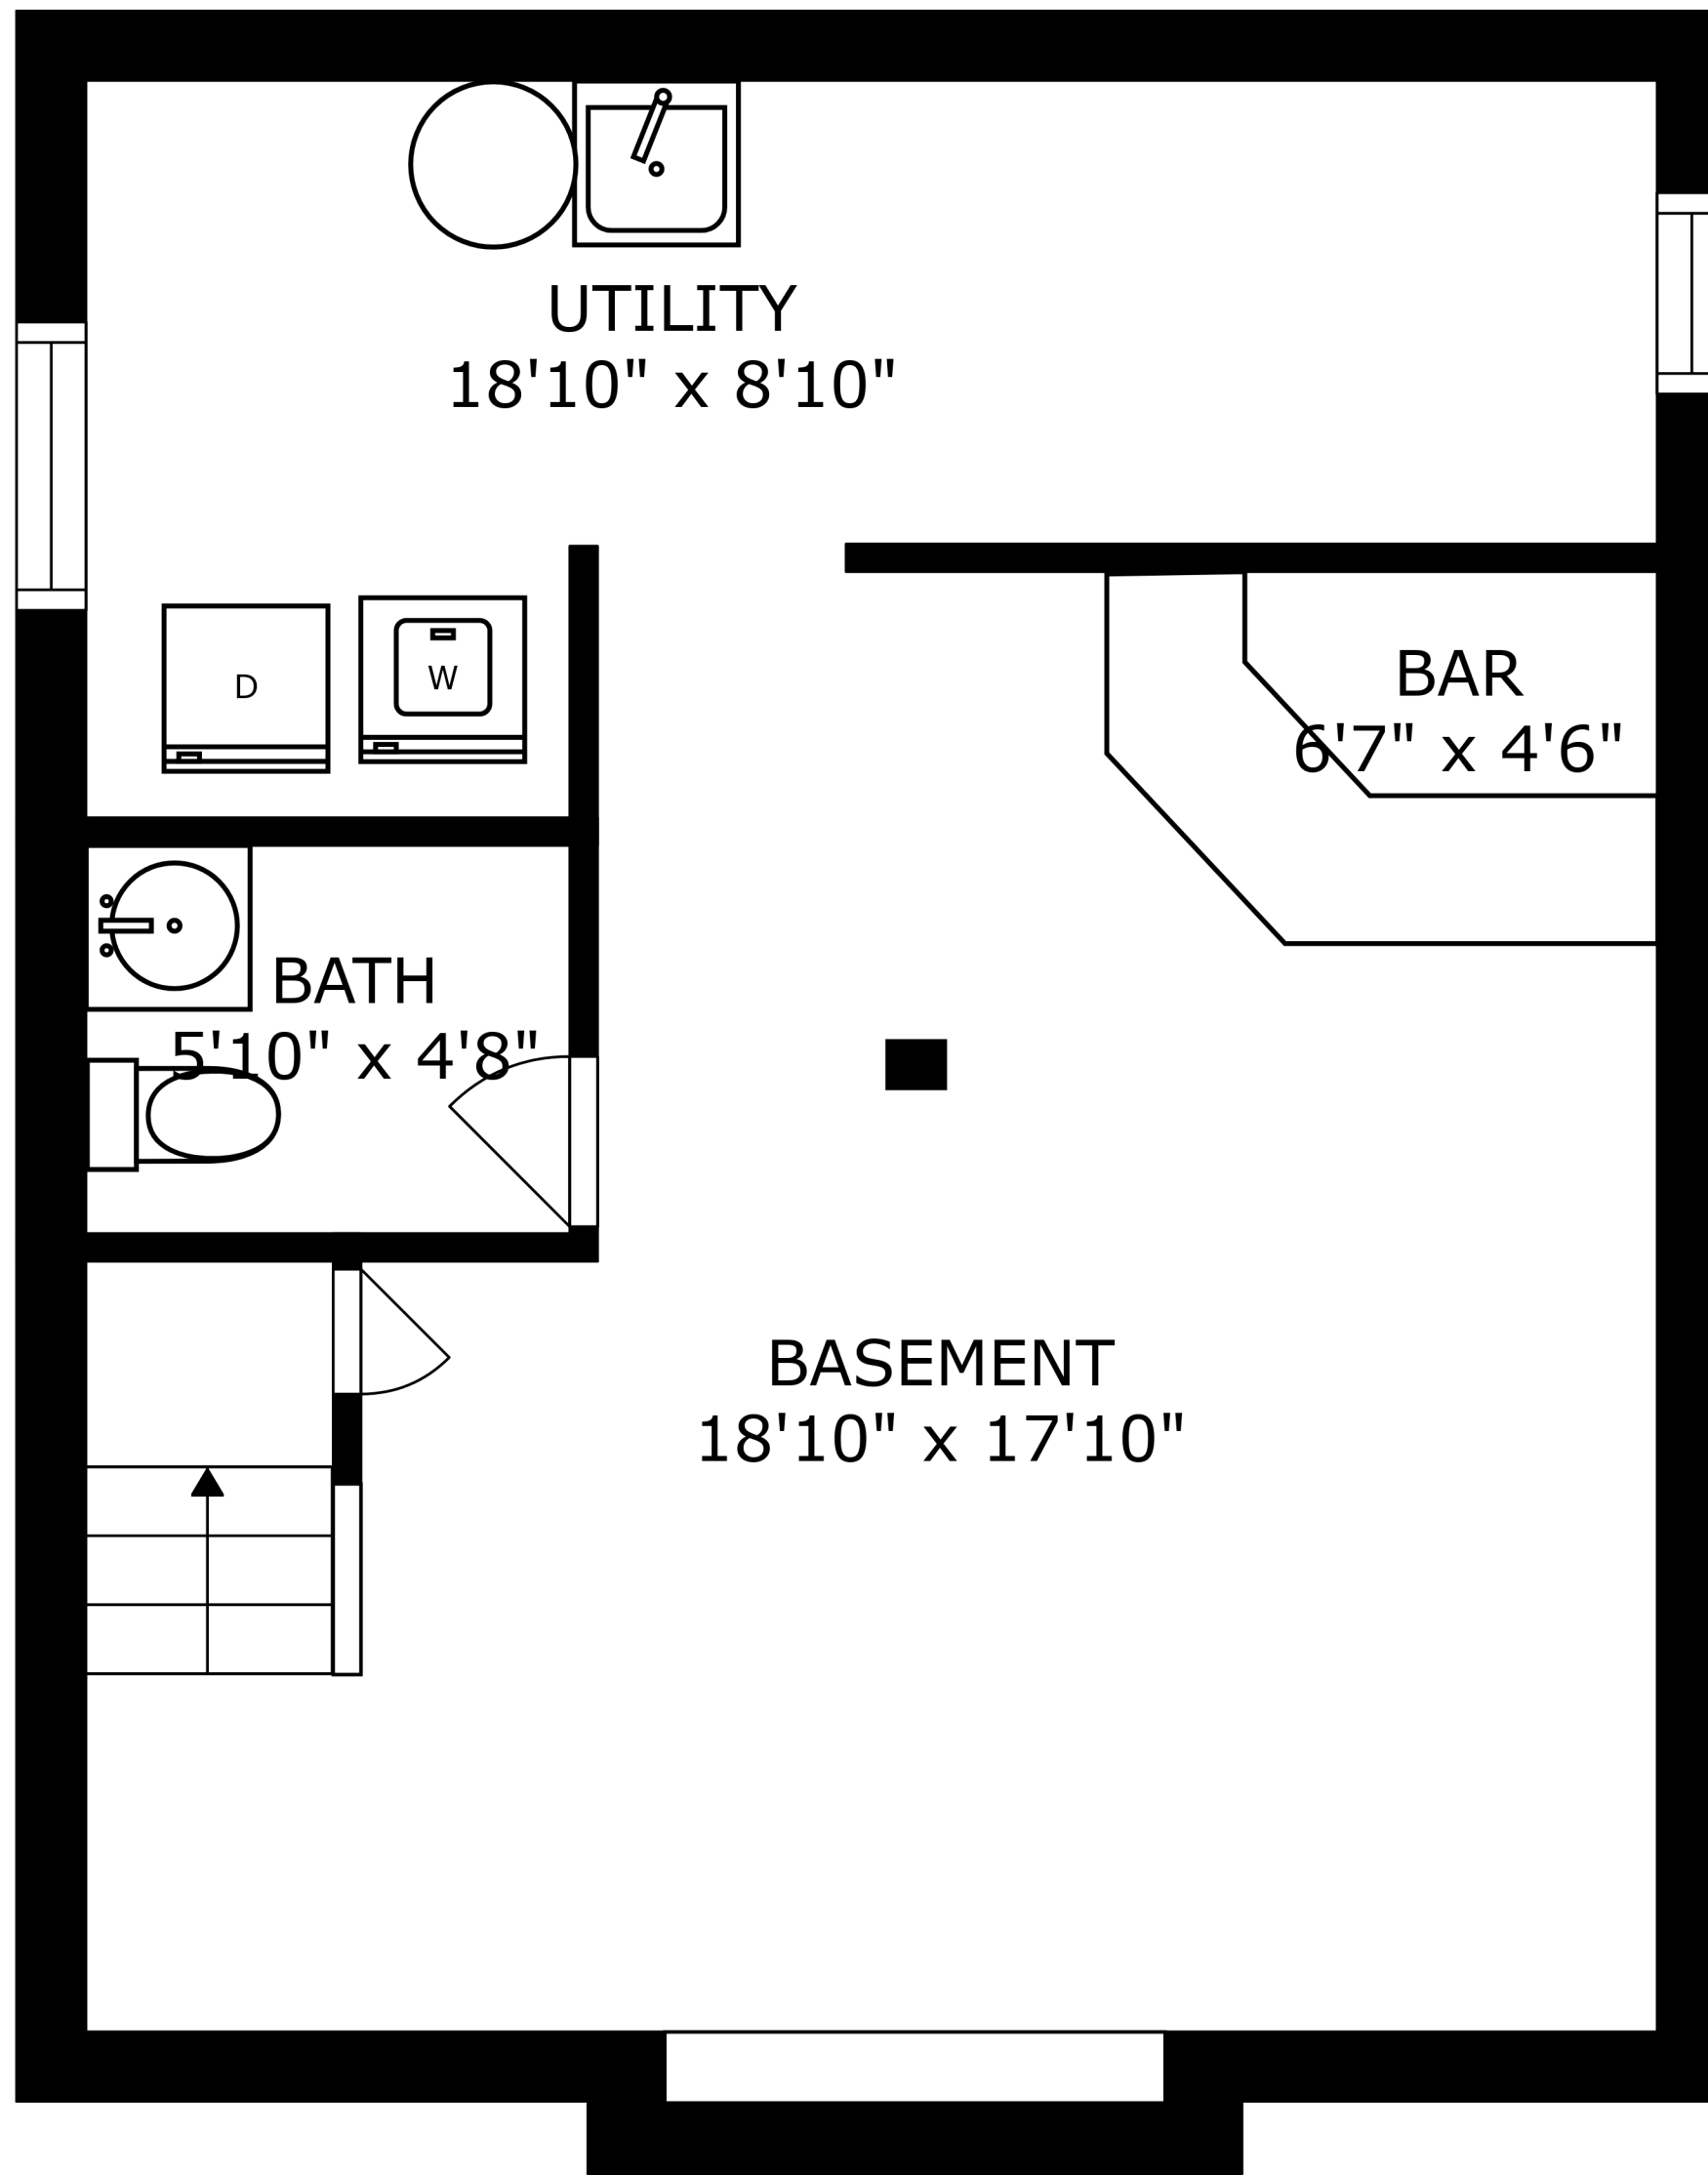 UTILITY
18'10" x 8'10"
D
W
BAR
6'7" x 4'6"
BATH
5'10" x 4'8"
BASEMENT
18'10" x 17'10"